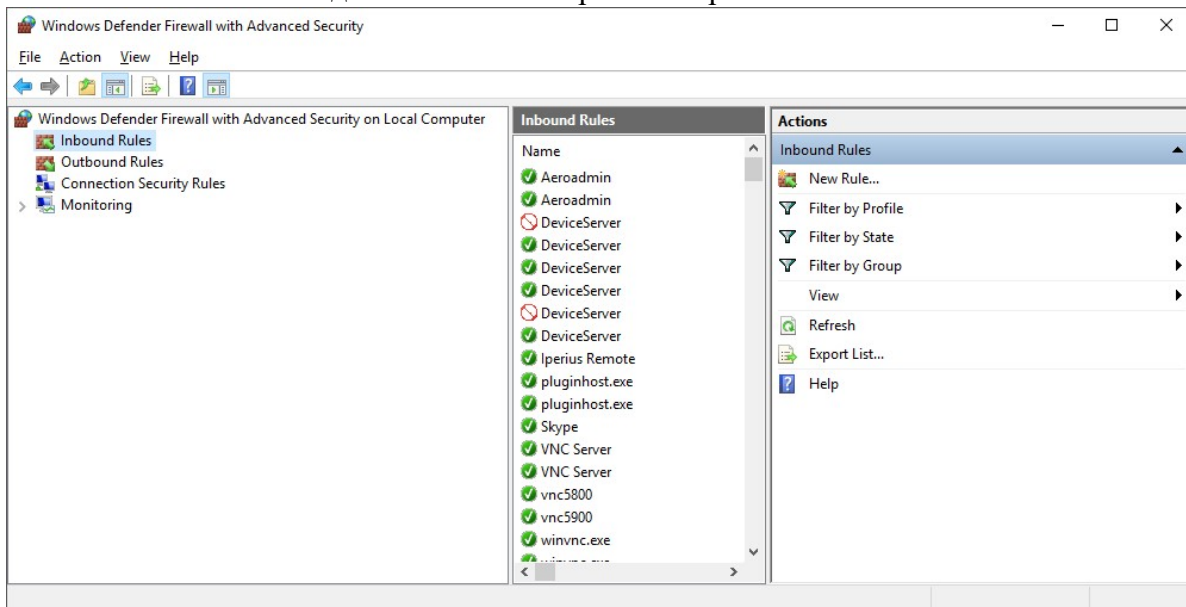 Windows Defender Firewall with Advanced Security
File Action View Help
Windows Defender Firewall with Advanced Security on Local Computer
Inbound Rules
Outbound Rules
Connection Security Rules
Monitoring
Inbound Rules
Name
Aeroadmin
Aeroadmin
DeviceServer
DeviceServer
DeviceServer
DeviceServer
DeviceServer
DeviceServer
Iperius Remote
pluginhost.exe
pluginhost.exe
Skype
VNC Server
VNC Server
vnc5800
vnc5900
winvnc.exe
Actions
Inbound Rules
New Rule...
Filter by Profile
Filter by State
Filter by Group
View
Refresh
Export List...
Help